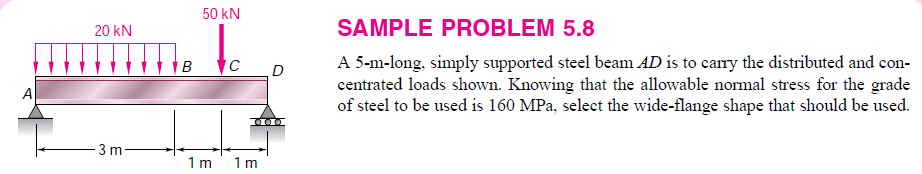 50 kN
20 kN
SAMPLE PROBLEM 5.8
B
C
D
A
A 5-m-long, simply supported steel beam AD is to carry the distributed and con-
centrated loads shown. Knowing that the allowable normal stress for the grade
of steel to be used is 160 MPa, select the wide-flange shape that should be used.
3 m
1 m
1 m